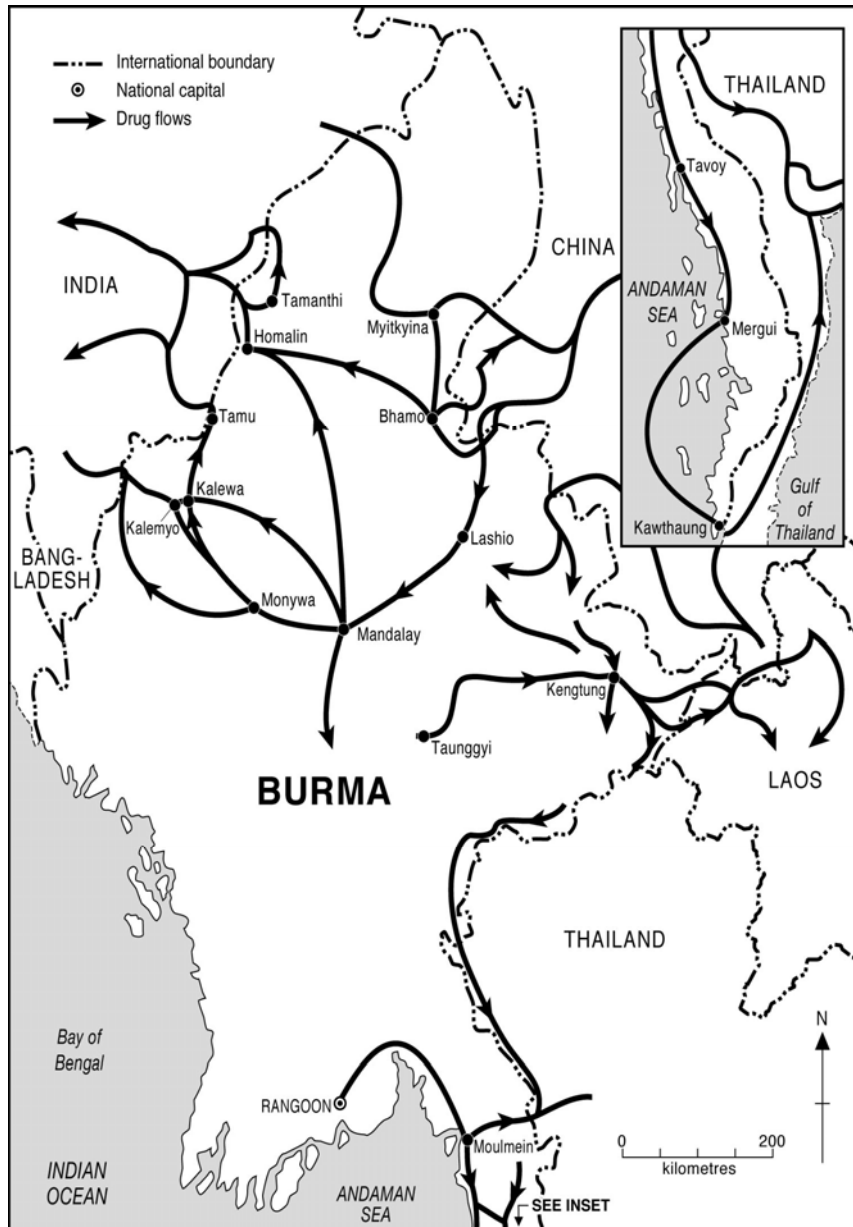 International boundary
National capital
Drug flows
THAILAND
Tavoy
ANDAMAN
SEA
Mergui
Kawthaung
Gulf
of
Thailand
CHINA
INDIA
Tamanthi
Myitkyina
Homalin
Bhamo
Tamu
Kalewa
Kalemyo
Lashio
BANG-
LADESH
Monywa
Mandalay
Kengtung
Taunggyi
BURMA
LAOS
THAILAND
Bay of
Bengal
N
RANGOON
Moulmein
0 200
kilometres
INDIAN
OCEAN
ANDAMAN
SEA
SEE INSET